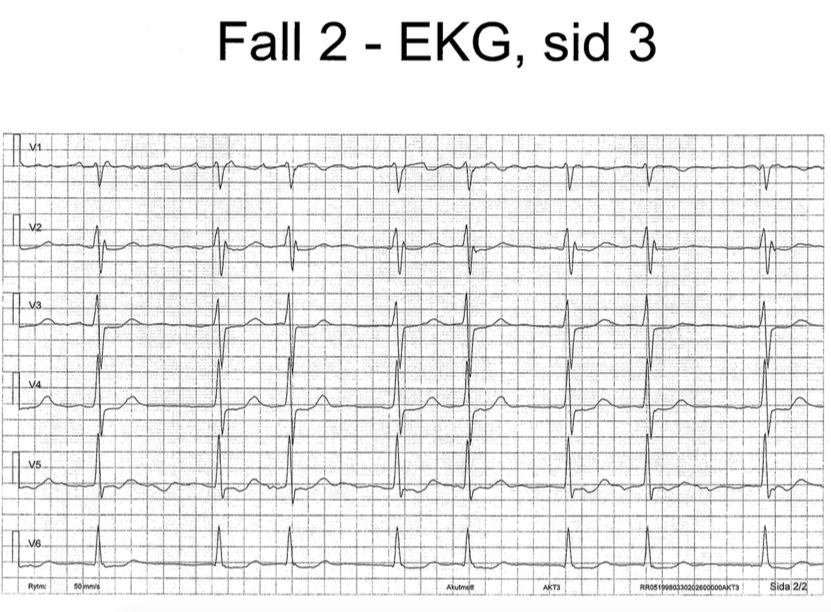 Fall 2 - EKG, sid 3
V1
V2
V3
V4
V5
V6
Rytm: 50 mm/s Akutmott AKT3 Sida 2/2